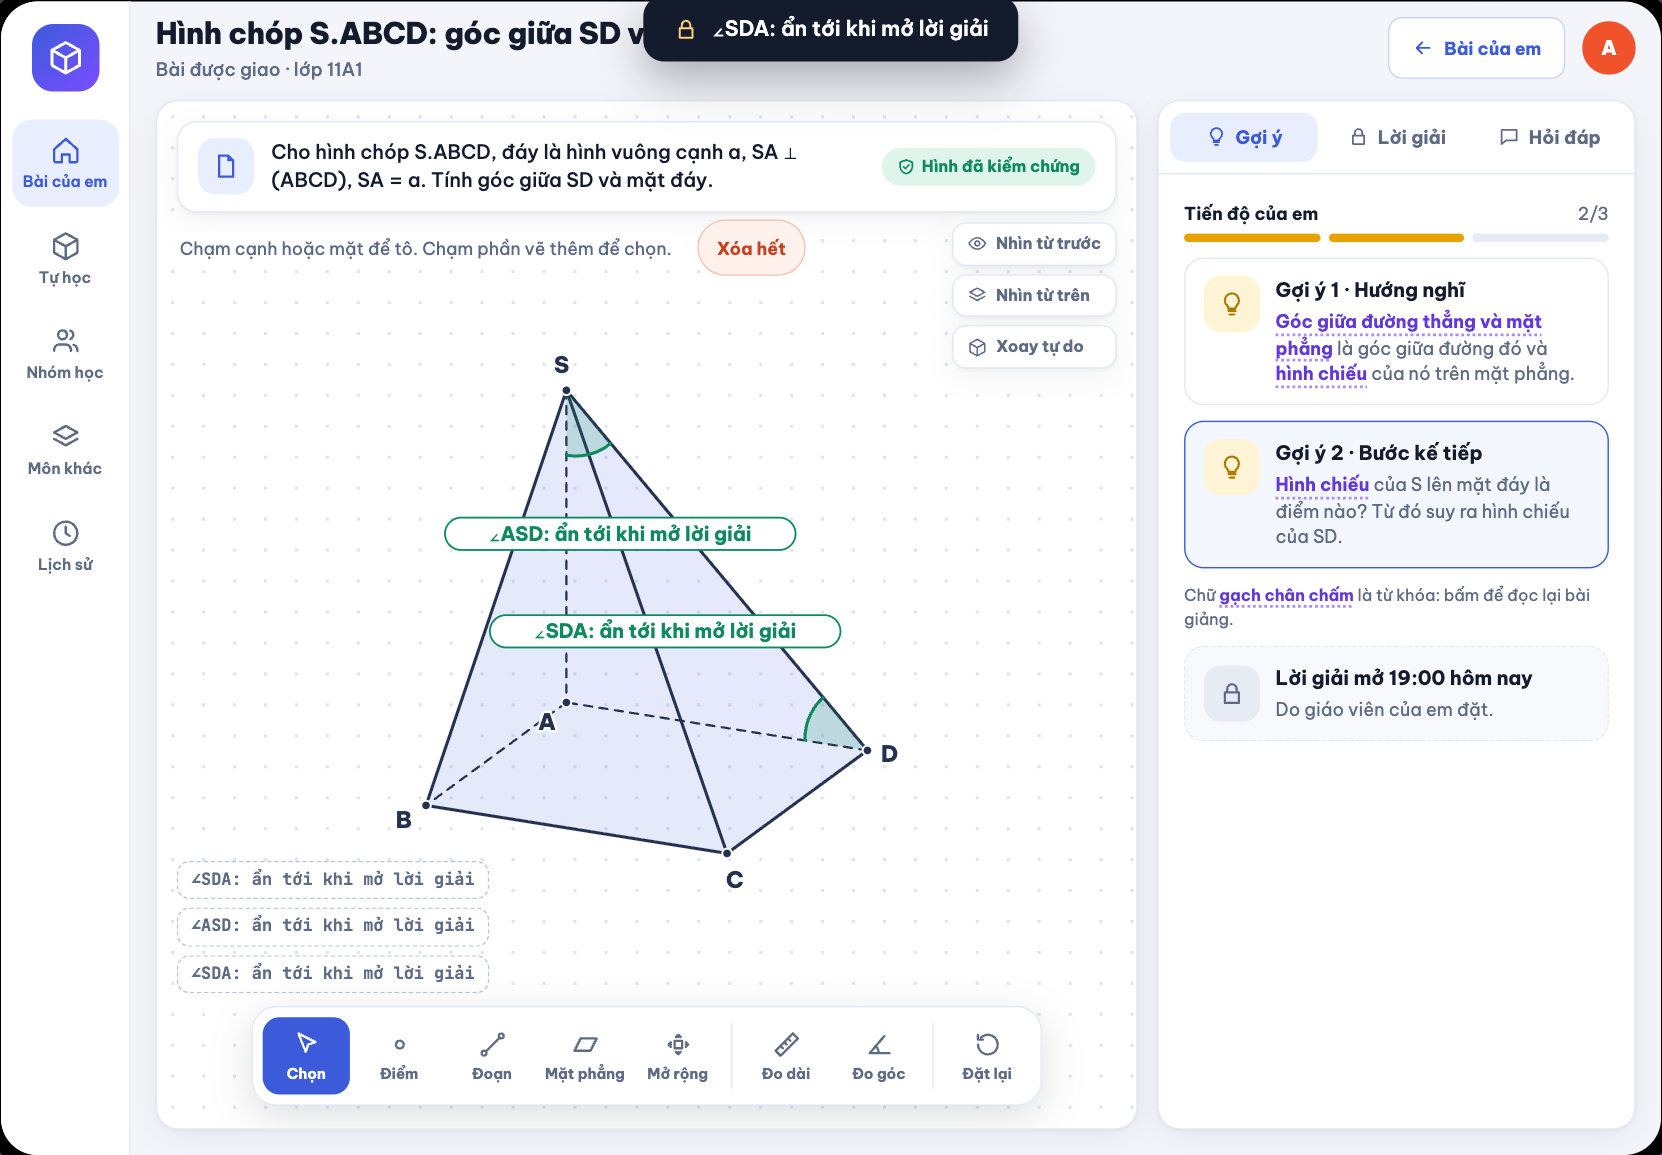 Hình chóp S.ABCD: góc giữa SD v
∠SDA: ẩn tới khi mở lời giải
Bài được giao · lớp 11A1
Bài của em
A
Bài của em
Tự học
Nhóm học
Môn khác
Lịch sử
Cho hình chóp S.ABCD, đáy là hình vuông cạnh a, SA ⊥
(ABCD), SA = a. Tính góc giữa SD và mặt đáy.
Hình đã kiểm chứng
Chạm cạnh hoặc mặt để tô. Chạm phần vẽ thêm để chọn.
Xóa hết
Nhìn từ trước
Nhìn từ trên
Xoay tự do
S
∠ASD: ẩn tới khi mở lời giải
∠SDA: ẩn tới khi mở lời giải
A
D
B
C
∠SDA: ẩn tới khi mở lời giải
∠ASD: ẩn tới khi mở lời giải
∠SDA: ẩn tới khi mở lời giải
Chọn
Điểm
Đoạn
Mặt phẳng
Mở rộng
Đo dài
Đo góc
Đặt lại
Gợi ý
Lời giải
Hỏi đáp
Tiến độ của em
2/3
Gợi ý 1 · Hướng nghĩ
Góc giữa đường thẳng và mặt
phẳng là góc giữa đường đó và
hình chiếu của nó trên mặt phẳng.
Gợi ý 2 · Bước kế tiếp
Hình chiếu của S lên mặt đáy là
điểm nào? Từ đó suy ra hình chiếu
của SD.
Chữ gạch chân chấm là từ khóa: bấm để đọc lại bài
giảng.
Lời giải mở 19:00 hôm nay
Do giáo viên của em đặt.